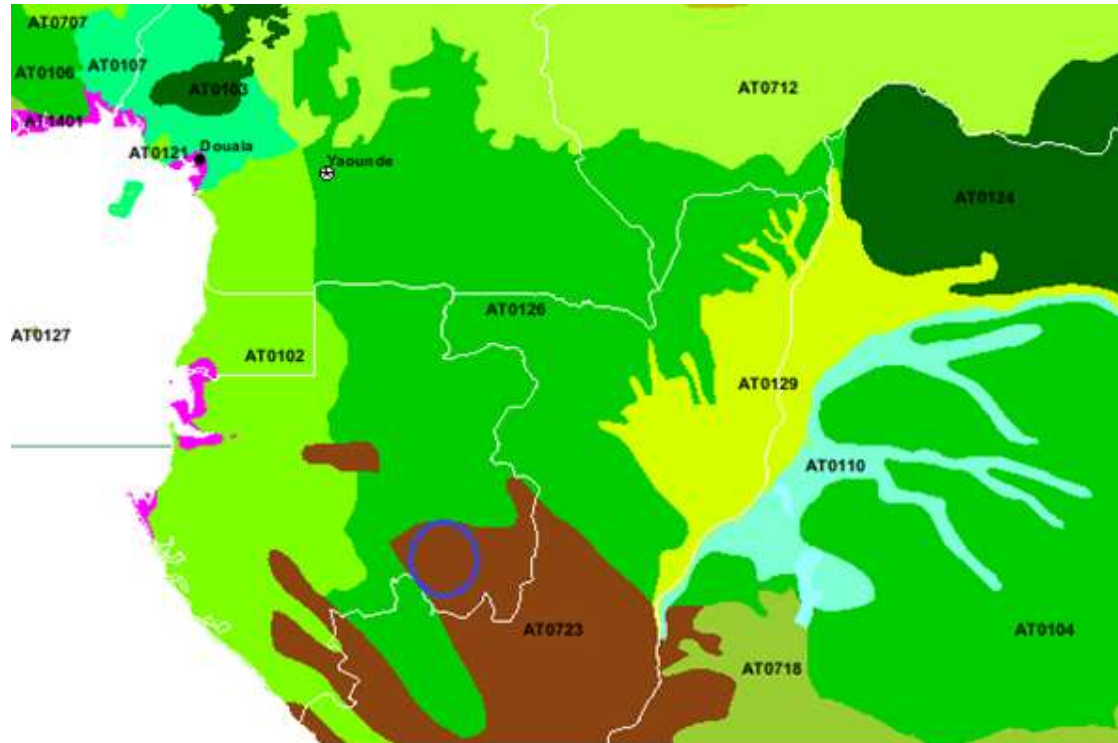 AT0707
AT0106
AT0107
AT0103
AT0712
AT1401
AT0121
Douala
Yaounde
AT0124
AT0126
AT0127
AT0102
AT0129
AT0110
AT0723
AT0104
AT0718